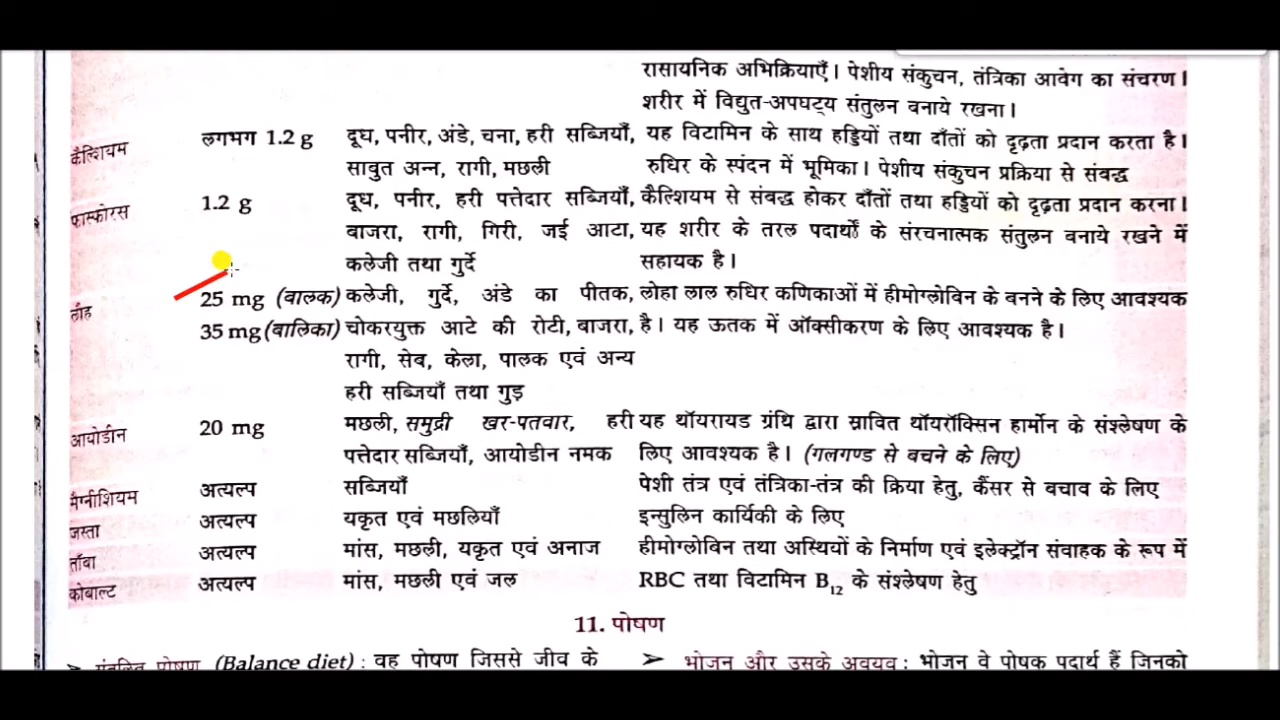 रासायनिक अभिक्रियाएँ। पेशीय संकुचन, तंत्रिका आवेग का संचरण।
शरीर में विद्युत-अपघट्य संतुलन बनाये रखना।
कैल्शियम लगभग 1.2 g दूध, पनीर, अंडे, चना, हरी सब्जियाँ, यह विटामिन के साथ हड्डियों तथा दाँतों को दृढ़ता प्रदान करता है।
साबुत अन्न, रागी, मछली रुधिर के स्पंदन में भूमिका। पेशीय संकुचन प्रक्रिया से संबद्ध
फास्फोरस 1.2 g दूध, पनीर, हरी पत्तेदार सब्जियाँ, कैल्शियम से संबद्ध होकर दाँतों तथा हड्डियों को दृढ़ता प्रदान करना।
बाजरा, रागी, गिरी, जई आटा, यह शरीर के तरल पदार्थों के संरचनात्मक संतुलन बनाये रखने में
कलेजी तथा गुर्दे सहायक है।
लौह 25 mg (बालक) कलेजी, गुर्दे, अंडे का पीतक, लोहा लाल रुधिर कणिकाओं में हीमोग्लोबिन के बनने के लिए आवश्यक
35 mg (बालिका) चोकरयुक्त आटे की रोटी, बाजरा, है। यह ऊतक में ऑक्सीकरण के लिए आवश्यक है।
रागी, सेब, केला, पालक एवं अन्य
हरी सब्जियाँ तथा गुड़
आयोडीन 20 mg मछली, समुद्री खर-पतवार, हरी यह थॉयरायड ग्रंथि द्वारा स्रावित थॉयरॉक्सिन हार्मोन के संश्लेषण के
पत्तेदार सब्जियाँ, आयोडीन नमक लिए आवश्यक है। (गलगण्ड से बचने के लिए)
मैग्नीशियम अत्यल्प सब्जियाँ पेशी तंत्र एवं तंत्रिका-तंत्र की क्रिया हेतु, कैंसर से बचाव के लिए
जस्ता अत्यल्प यकृत एवं मछलियाँ इन्सुलिन कार्यिकी के लिए
ताँबा अत्यल्प मांस, मछली, यकृत एवं अनाज हीमोग्लोबिन तथा अस्थियों के निर्माण एवं इलेक्ट्रॉन संवाहक के रूप में
कोबाल्ट अत्यल्प मांस, मछली एवं जल RBC तथा विटामिन B₁₂ के संश्लेषण हेतु
11. पोषण
➤ संतुलित पोषण (Balance diet) : वह पोषण जिससे जीव के
➤ भोजन और उसके अवयव : भोजन वे पोषक पदार्थ हैं जिनको